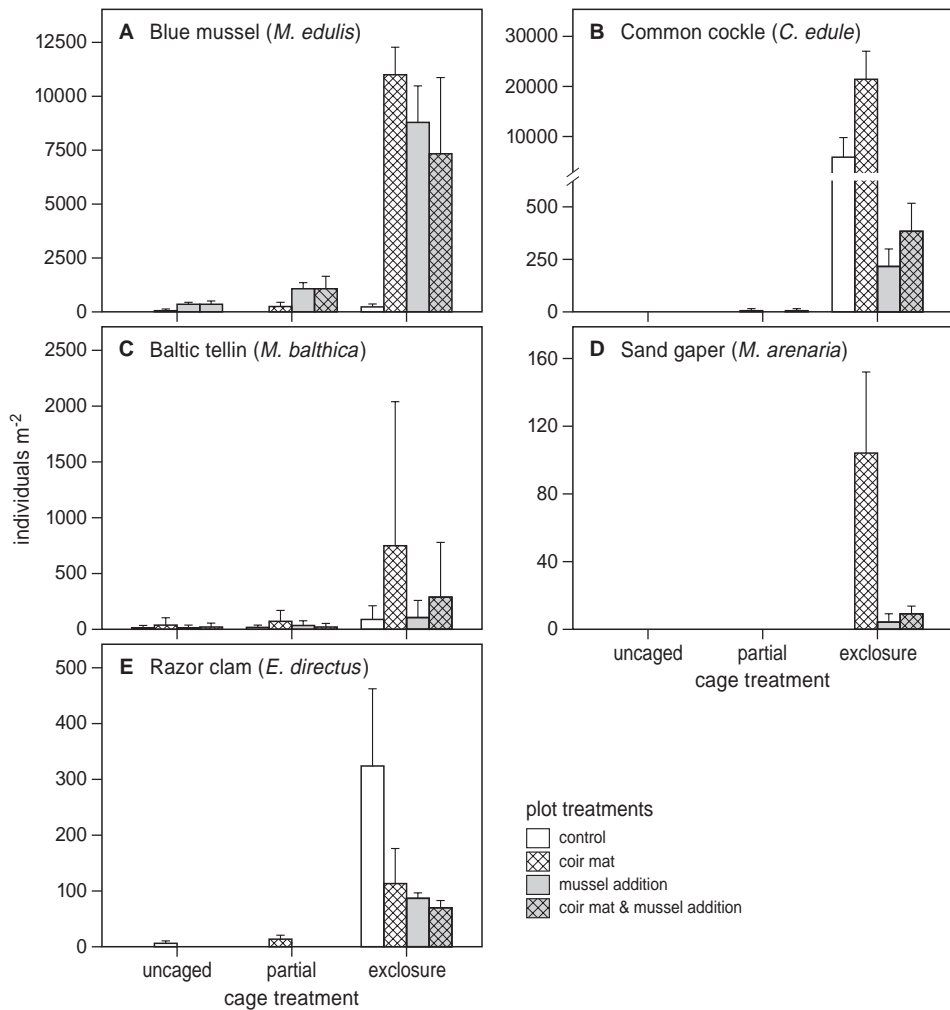 A Blue mussel (M. edulis)
12500
10000
7500
5000
2500
0
B Common cockle (C. edule)
30000
20000
10000
500
250
0
C Baltic tellin (M. balthica)
2500
2000
1500
1000
500
0
individuals m-2
D Sand gaper (M. arenaria)
160
120
80
40
0
uncaged partial exclosure
cage treatment
E Razor clam (E. directus)
500
400
300
200
100
0
uncaged partial exclosure
cage treatment
plot treatments
control
coir mat
mussel addition
coir mat & mussel addition